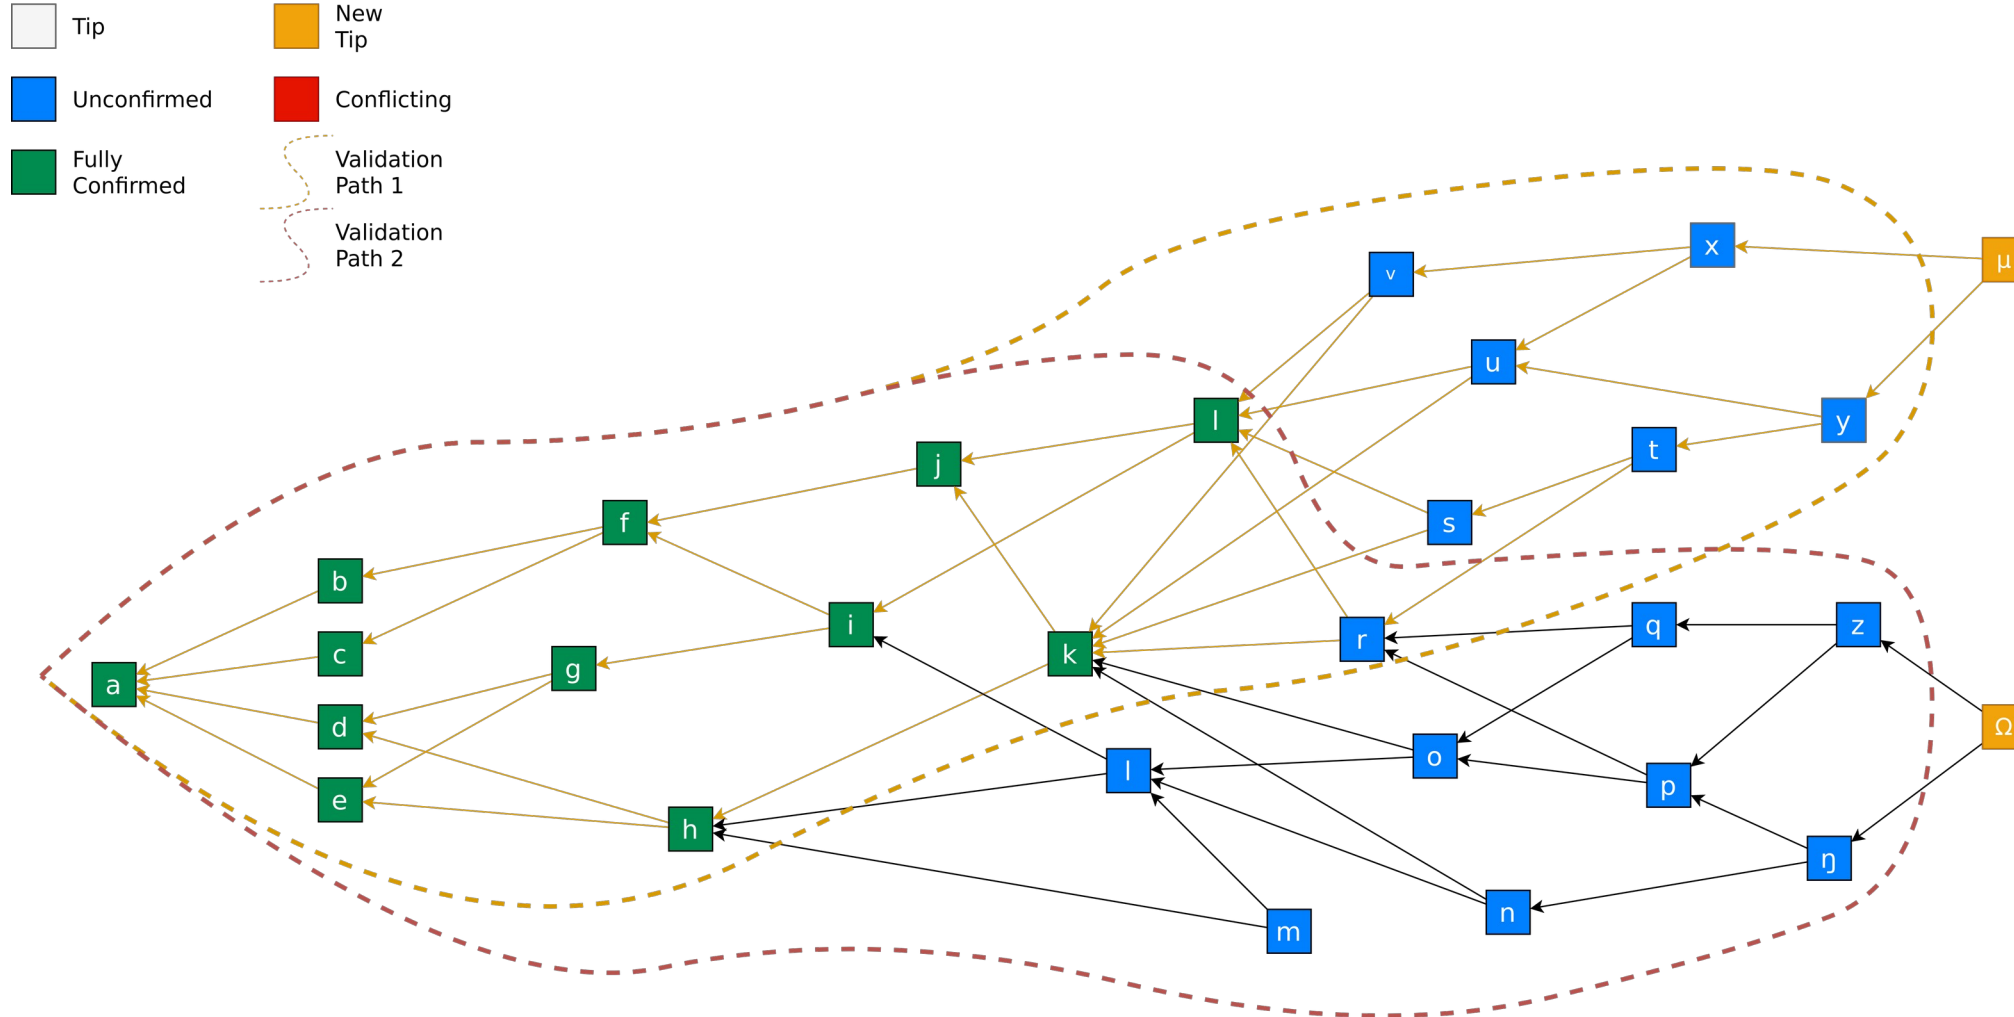 Tip
New
Tip
Unconfirmed
Conflicting
Fully
Confirmed
Validation
Path 1
Validation
Path 2
x
μ
v
u
l
y
t
j
f
s
b
i
r
q
z
c
k
g
a
d
o
l
p
e
h
ŋ
n
m
Ω